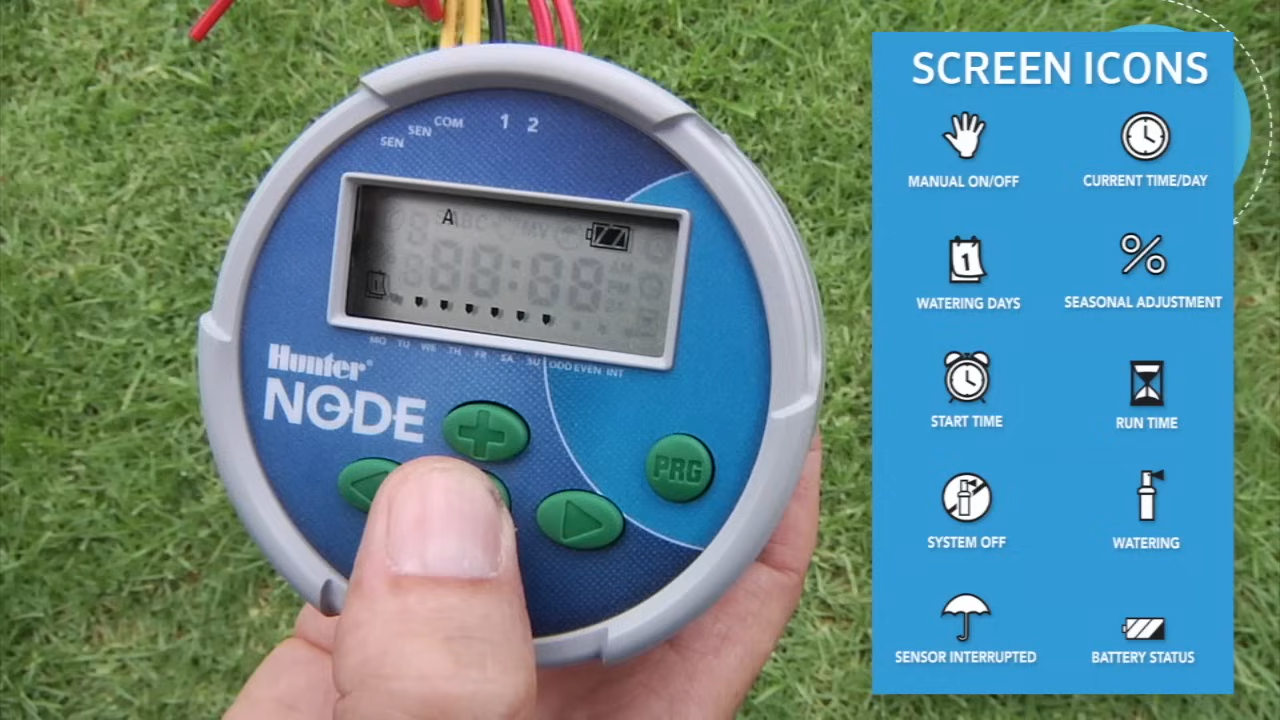 SEN
SEN
COM
1 2
A
MO TU WE TH FR SA SU ODD EVEN INT
Hunter®
NODE
PRG
SCREEN ICONS
MANUAL ON/OFF
CURRENT TIME/DAY
1
WATERING DAYS
SEASONAL ADJUSTMENT
START TIME
RUN TIME
SYSTEM OFF
WATERING
SENSOR INTERRUPTED
BATTERY STATUS